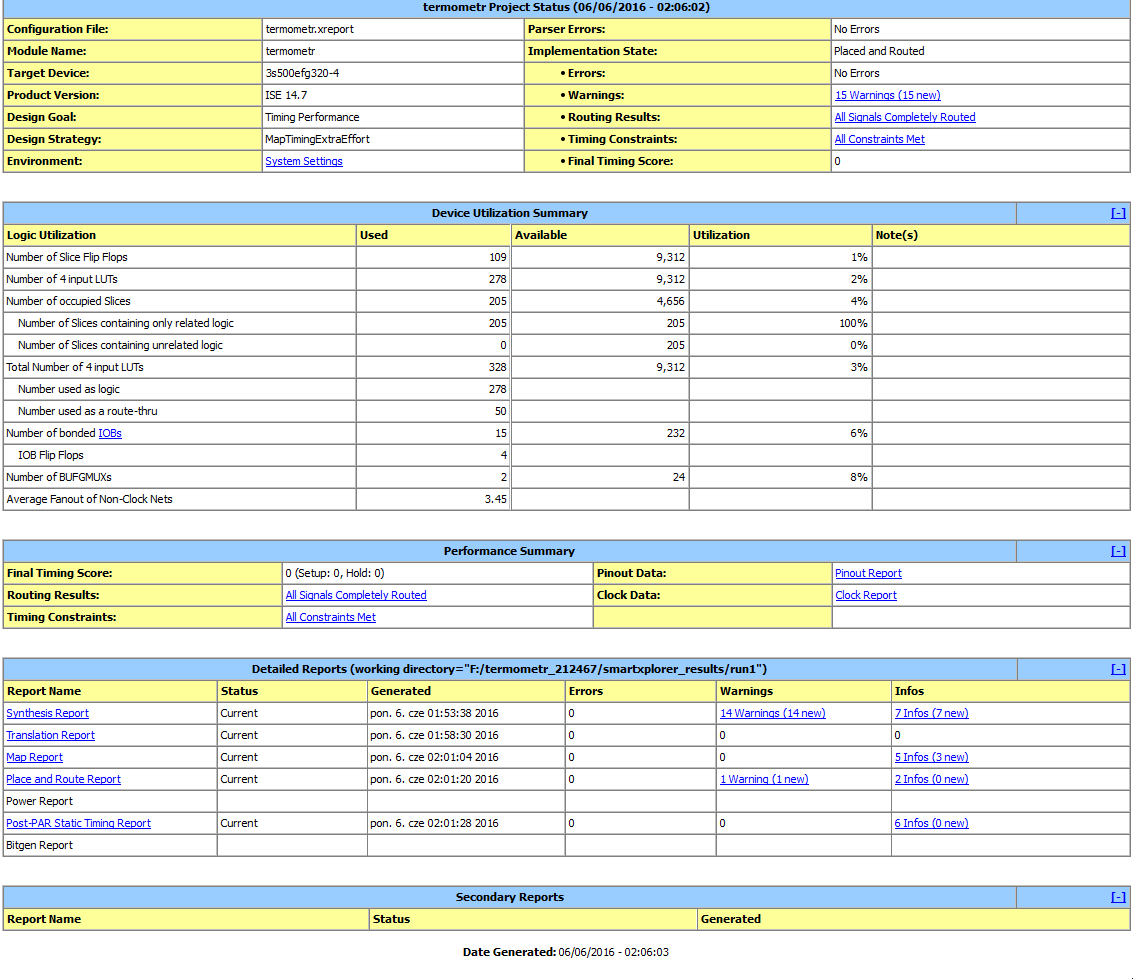 termometr Project Status (06/06/2016 - 02:06:02)
Configuration File: termometr.xreport Parser Errors: No Errors
Module Name: termometr Implementation State: Placed and Routed
Target Device: 3s500efg320-4 • Errors: No Errors
Product Version: ISE 14.7 • Warnings: 15 Warnings (15 new)
Design Goal: Timing Performance • Routing Results: All Signals Completely Routed
Design Strategy: MapTimingExtraEffort • Timing Constraints: All Constraints Met
Environment: System Settings • Final Timing Score: 0
Device Utilization Summary [-]
Logic Utilization Used Available Utilization Note(s)
Number of Slice Flip Flops 109 9,312 1%
Number of 4 input LUTs 278 9,312 2%
Number of occupied Slices 205 4,656 4%
Number of Slices containing only related logic 205 205 100%
Number of Slices containing unrelated logic 0 205 0%
Total Number of 4 input LUTs 328 9,312 3%
Number used as logic 278
Number used as a route-thru 50
Number of bonded IOBs 15 232 6%
IOB Flip Flops 4
Number of BUFGMUXs 2 24 8%
Average Fanout of Non-Clock Nets 3.45
Performance Summary [-]
Final Timing Score: 0 (Setup: 0, Hold: 0) Pinout Data: Pinout Report
Routing Results: All Signals Completely Routed Clock Data: Clock Report
Timing Constraints: All Constraints Met
Detailed Reports (working directory="F:/termometr_212467/smartxplorer_results/run1") [-]
Report Name Status Generated Errors Warnings Infos
Synthesis Report Current pon. 6. cze 01:53:38 2016 0 14 Warnings (14 new) 7 Infos (7 new)
Translation Report Current pon. 6. cze 01:58:30 2016 0 0 0
Map Report Current pon. 6. cze 02:01:04 2016 0 0 5 Infos (3 new)
Place and Route Report Current pon. 6. cze 02:01:20 2016 0 1 Warning (1 new) 2 Infos (0 new)
Power Report
Post-PAR Static Timing Report Current pon. 6. cze 02:01:28 2016 0 0 6 Infos (0 new)
Bitgen Report
Secondary Reports [-]
Report Name Status Generated
Date Generated: 06/06/2016 - 02:06:03